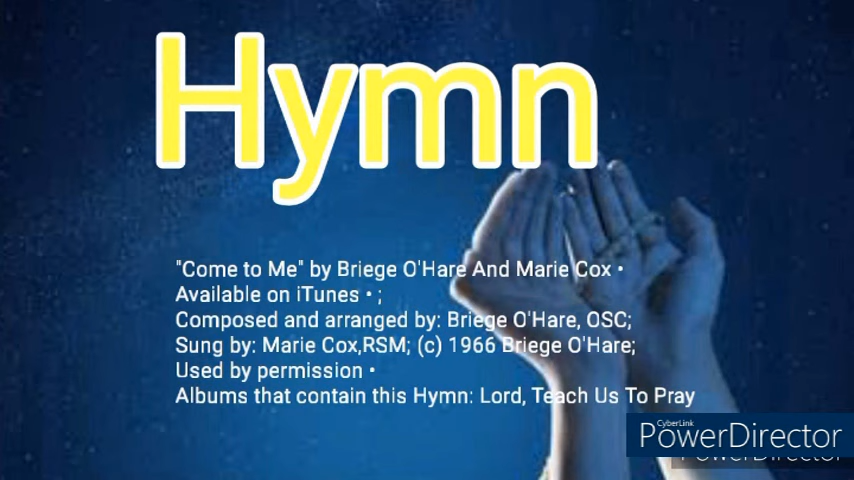 Hymn
"Come to Me" by Briege O'Hare And Marie Cox •
Available on iTunes • ;
Composed and arranged by: Briege O'Hare, OSC;
Sung by: Marie Cox,RSM; (c) 1966 Briege O'Hare;
Used by permission •
Albums that contain this Hymn: Lord, Teach Us To Pray
CyberLink
PowerDirector
PowerDirector